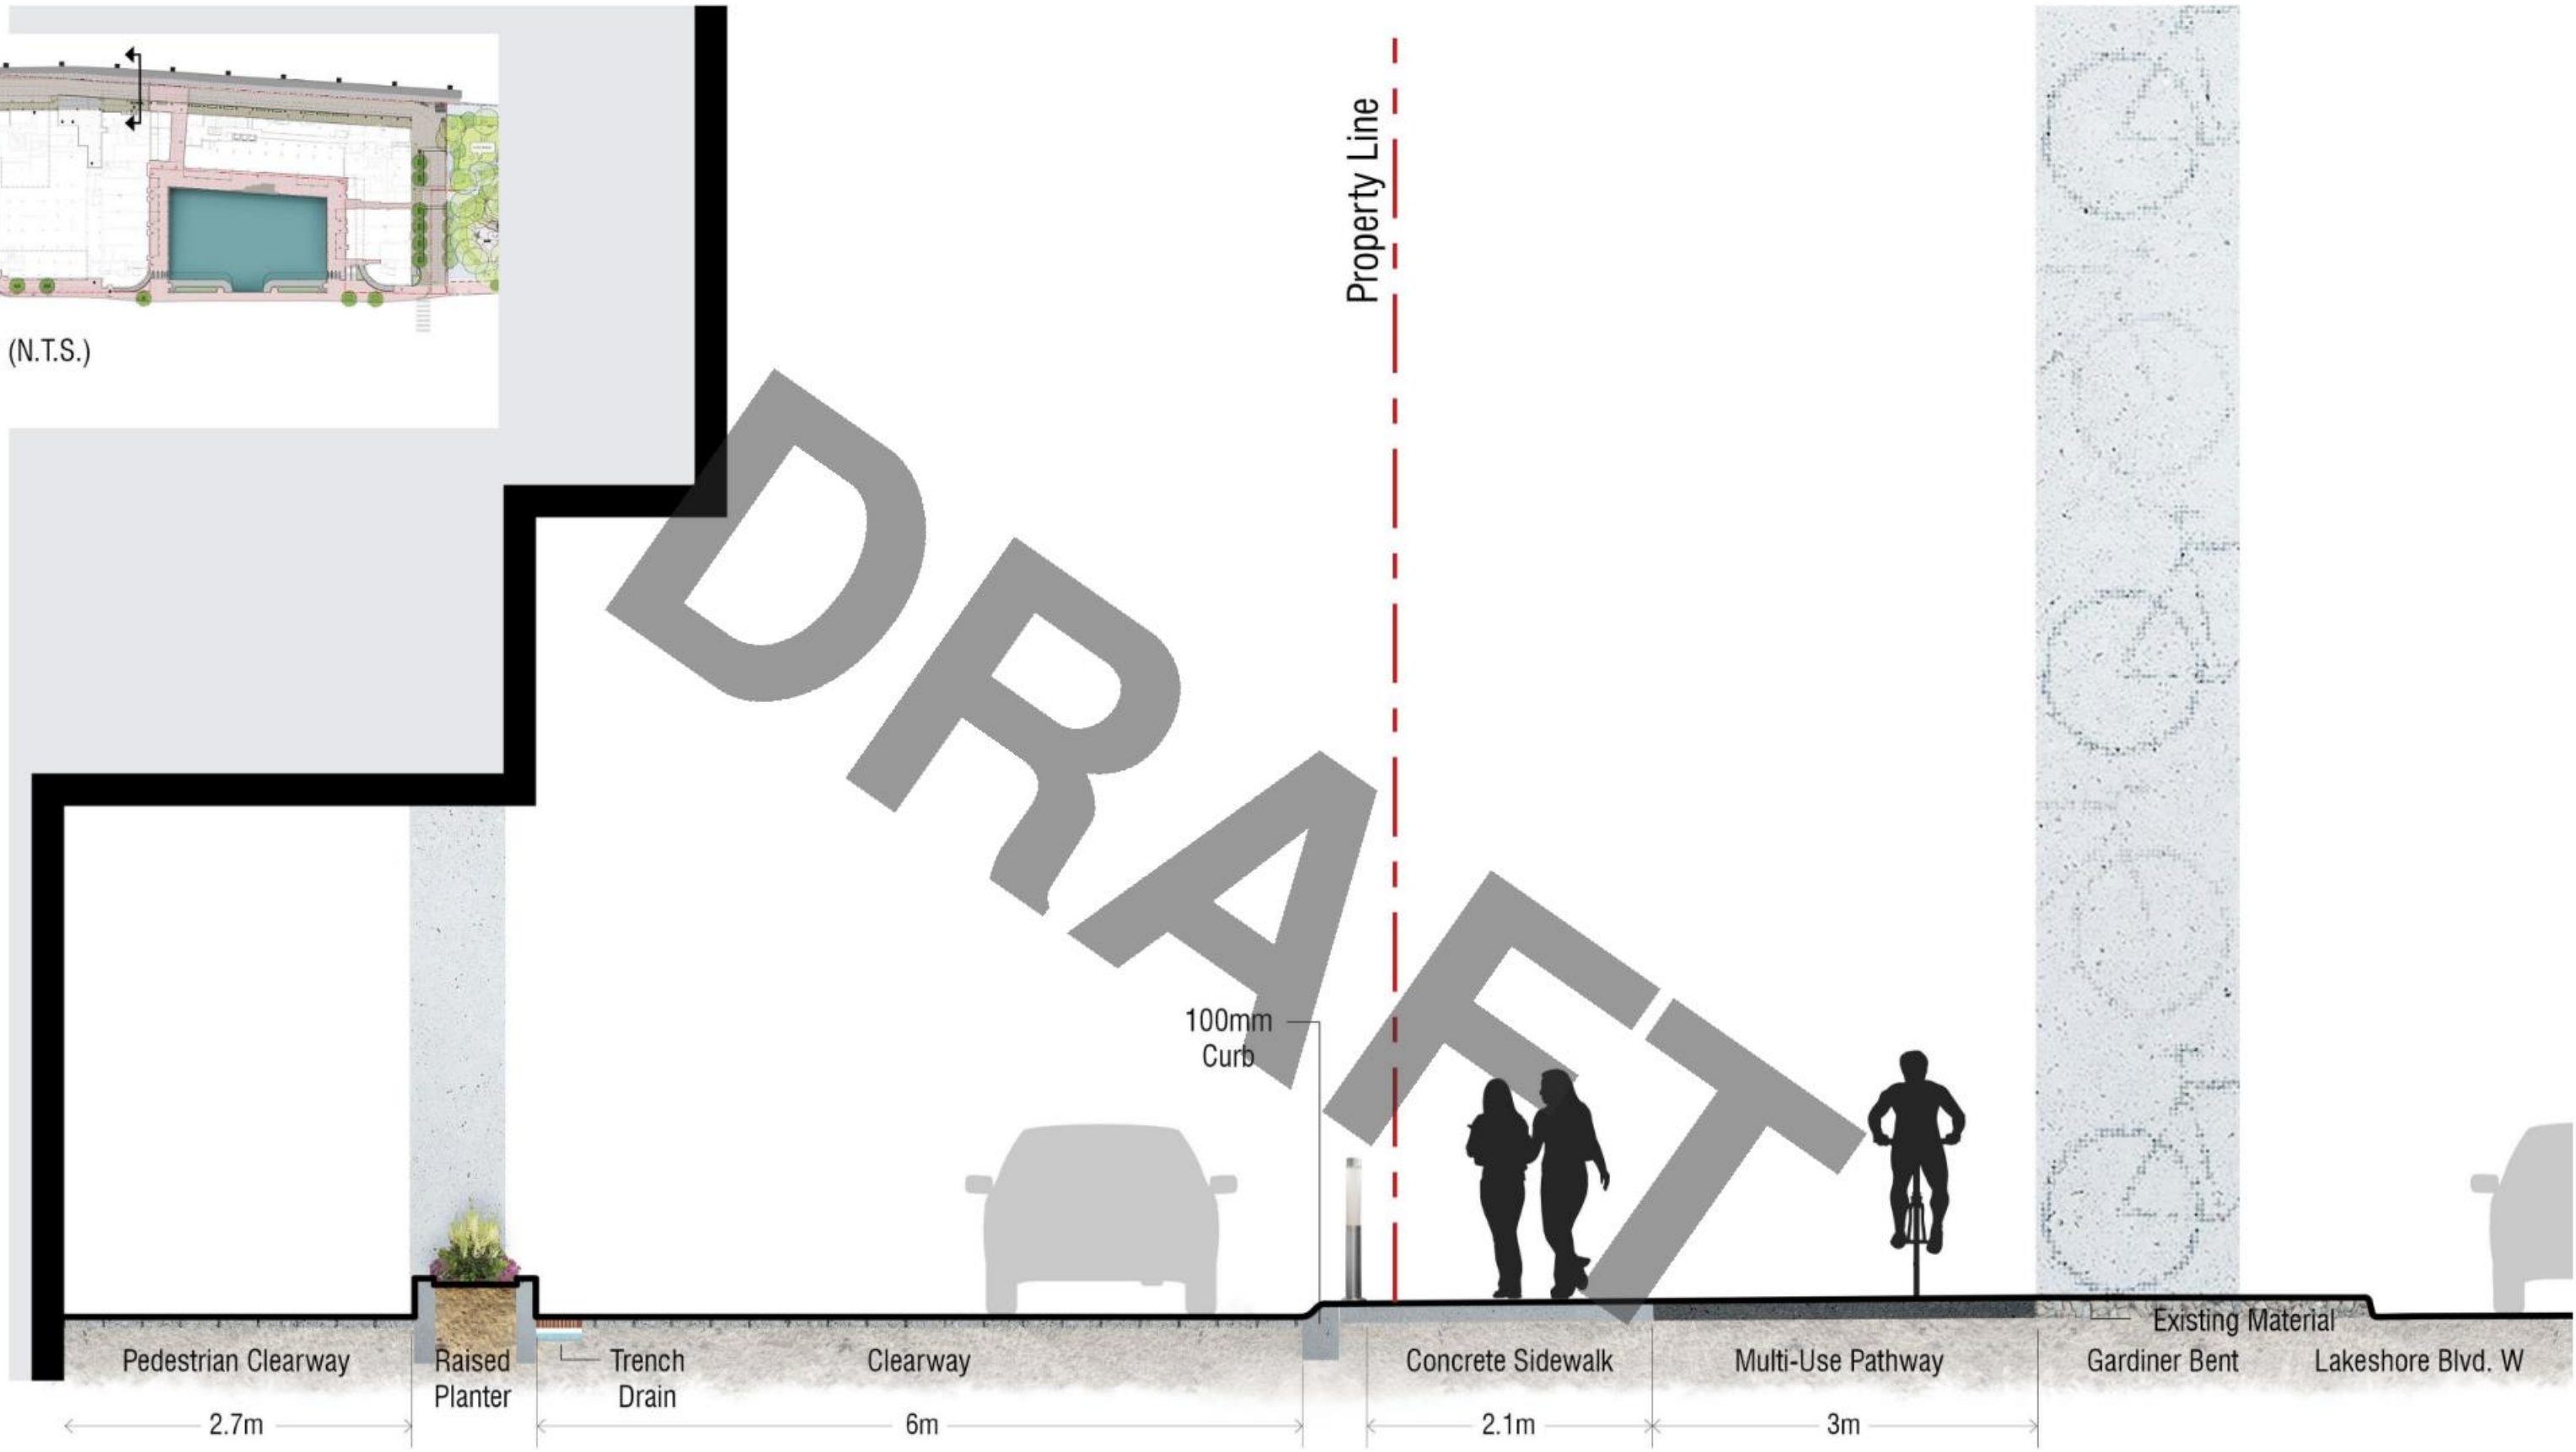 (N.T.S.)
Property Line
DRAFT
100mm
Curb
Existing Material
Pedestrian Clearway
Raised
Planter
Trench
Drain
Clearway
Concrete Sidewalk
Multi-Use Pathway
Gardiner Bent
Lakeshore Blvd. W
2.7m
6m
2.1m
3m